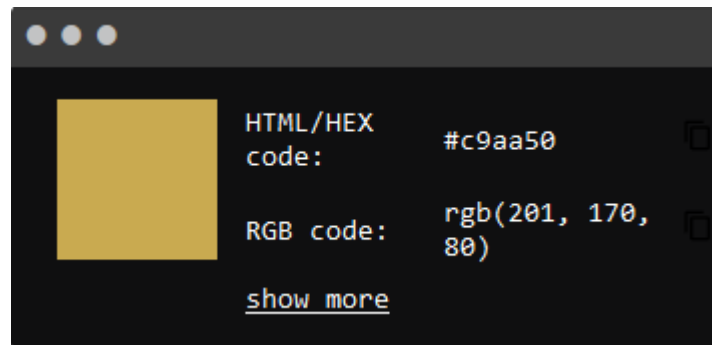 HTML/HEX
code:
#c9aa50
RGB code:
rgb(201, 170,
80)
show more